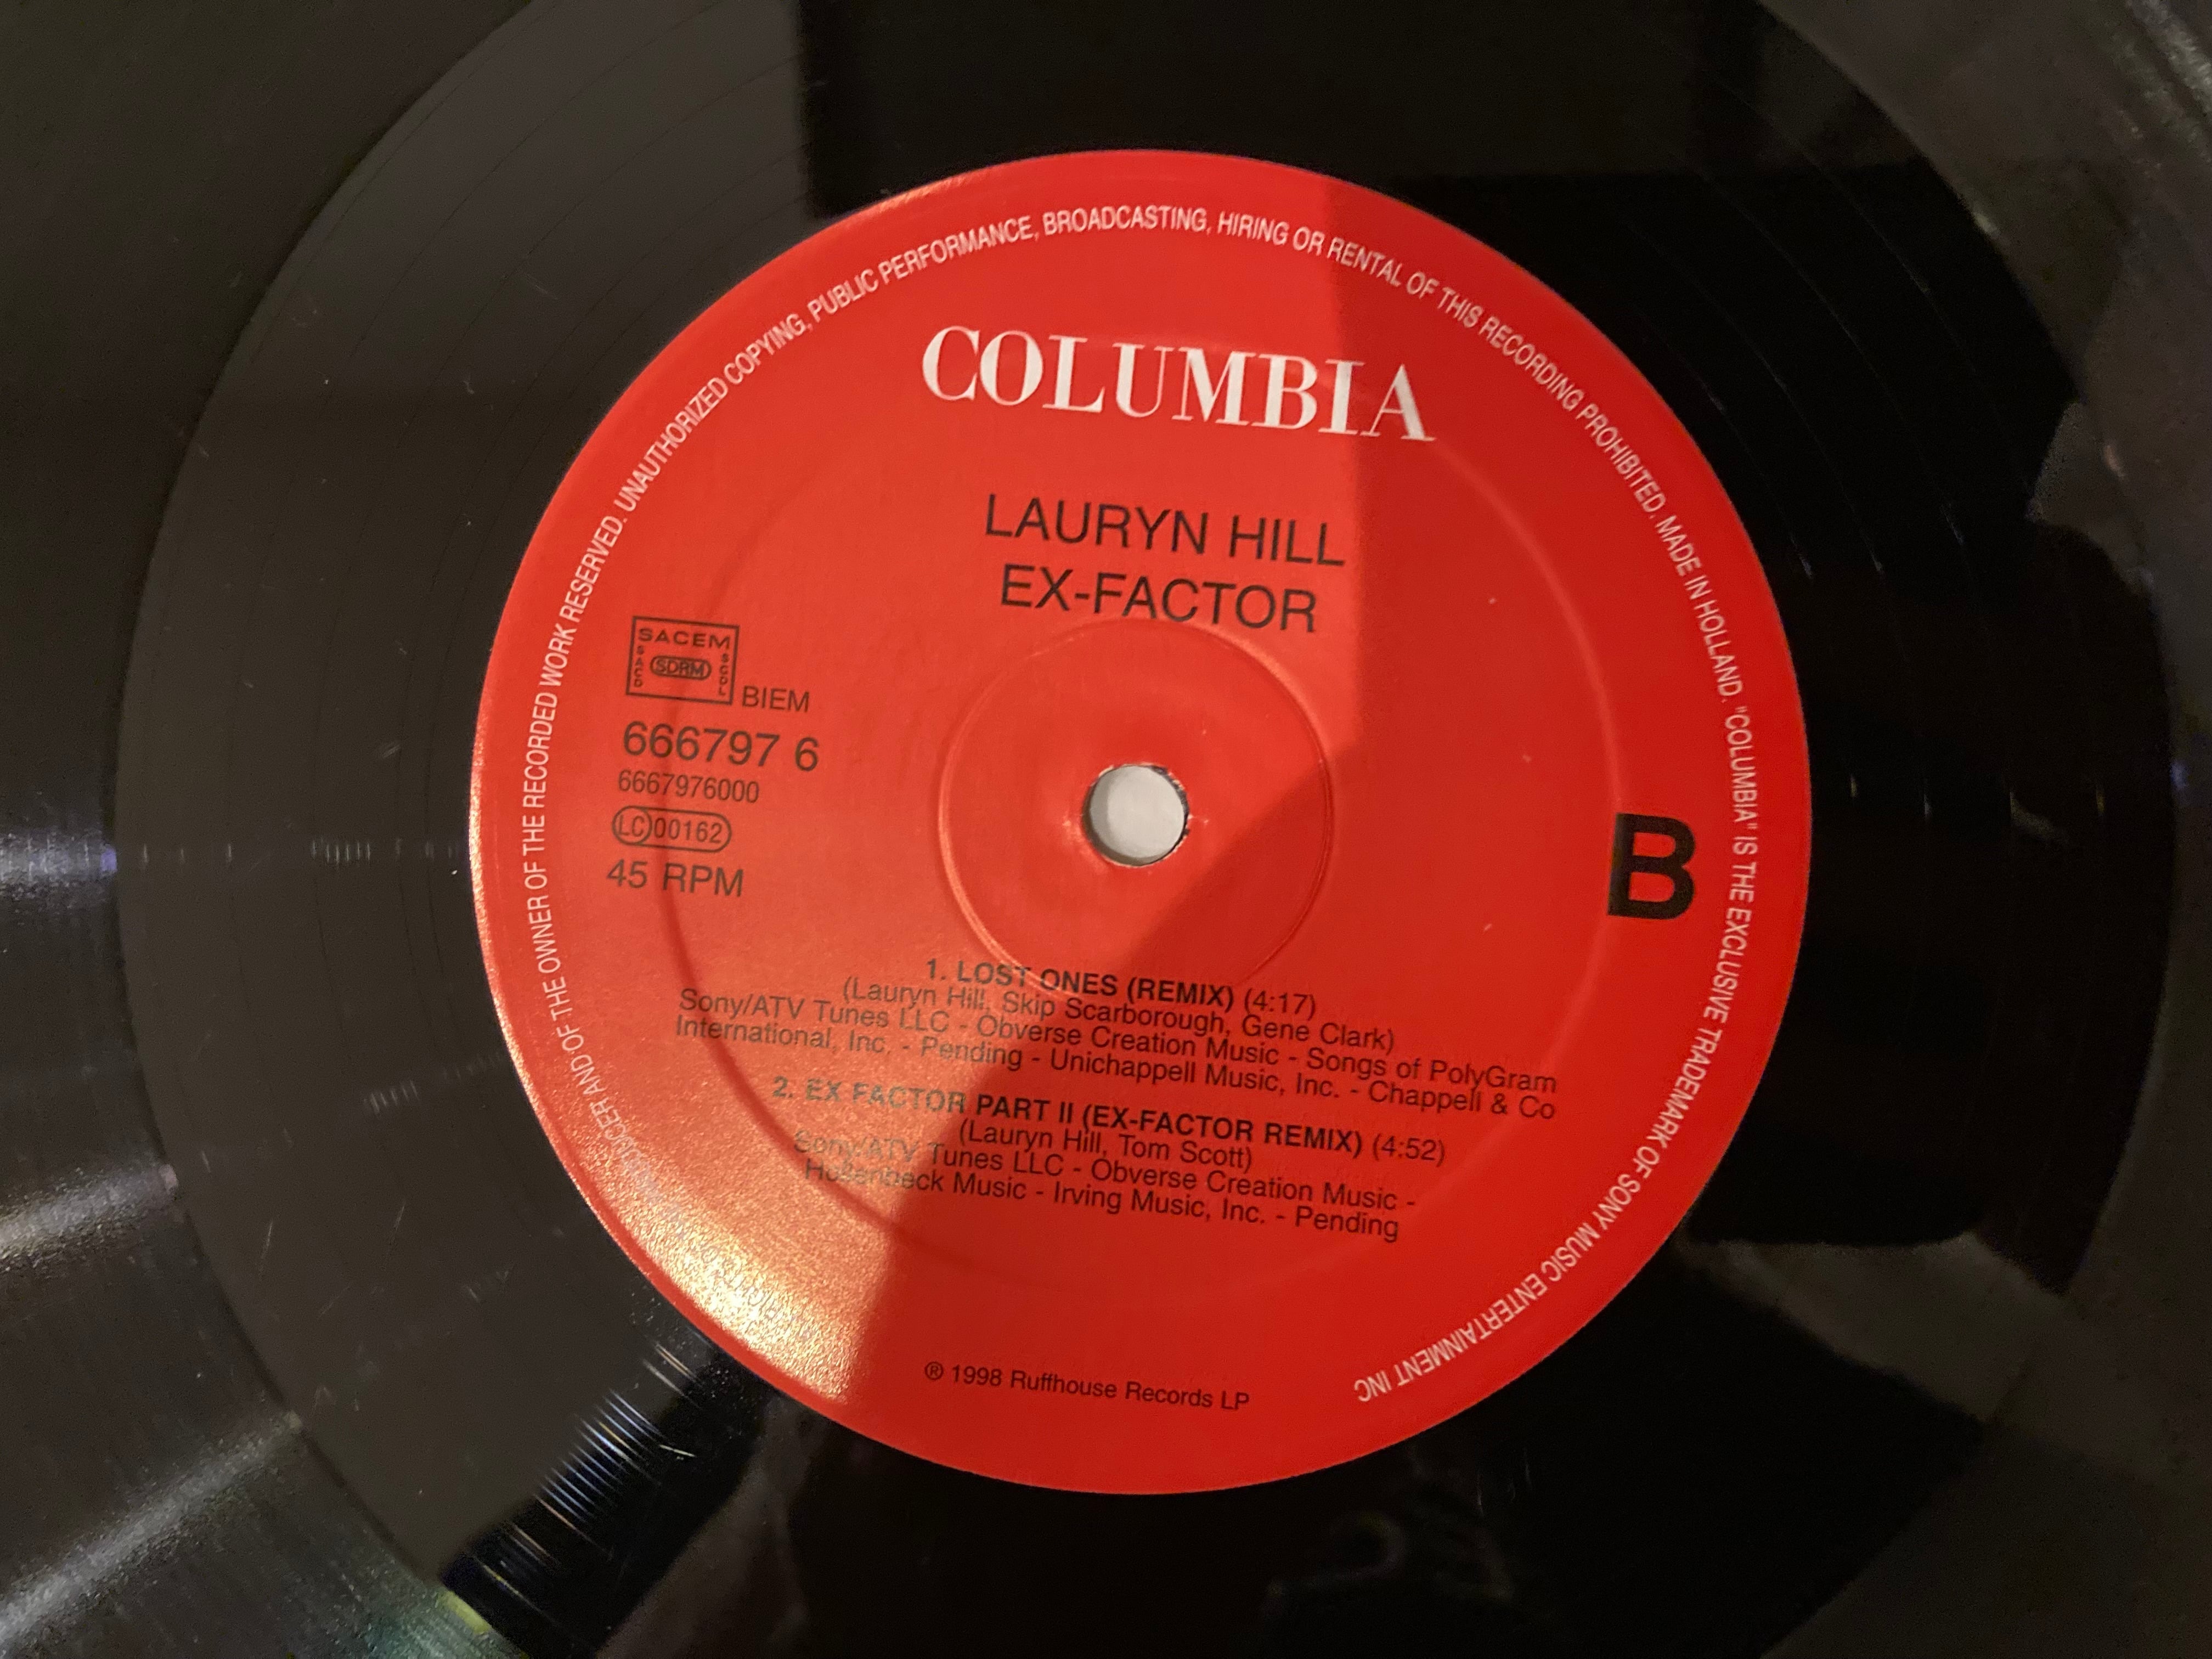 COLUMBIA
LAURYN HILL
EX-FACTOR
SACEM
SACD
SDRM
SCDL
BIEM
666797 6
6667976000
LC 00162
45 RPM
B
1. LOST ONES (REMIX) (4:17)
(Lauryn Hill, Skip Scarborough, Gene Clark)
Sony/ATV Tunes LLC - Obverse Creation Music - Songs of PolyGram
International, Inc. - Pending - Unichappell Music, Inc. - Chappell & Co
2. EX FACTOR PART II (EX-FACTOR REMIX) (4:52)
(Lauryn Hill, Tom Scott)
Sony/ATV Tunes LLC - Obverse Creation Music -
Hollenbeck Music - Irving Music, Inc. - Pending
℗ 1998 Ruffhouse Records LP
PRODUCER AND OF THE OWNER OF THE RECORDED WORK RESERVED. UNAUTHORIZED COPYING, PUBLIC PERFORMANCE, BROADCASTING, HIRING OR RENTAL OF THIS RECORDING PROHIBITED. MADE IN HOLLAND. "COLUMBIA" IS THE EXCLUSIVE TRADEMARK OF SONY MUSIC ENTERTAINMENT INC